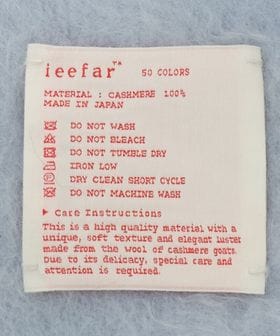 ieefar™ 50 COLORS
MATERIAL : CASHMERE 100%
MADE IN JAPAN
DO NOT WASH
DO NOT BLEACH
DO NOT TUMBLE DRY
IRON LOW
DRY CLEAN SHORT CYCLE
DO NOT MACHINE WASH
▶ Care Instructions
This is a high quality material with a
unique, soft texture and elegant luster
made from the wool of cashmere goats.
Due to its delicacy, special care and
attention is required.